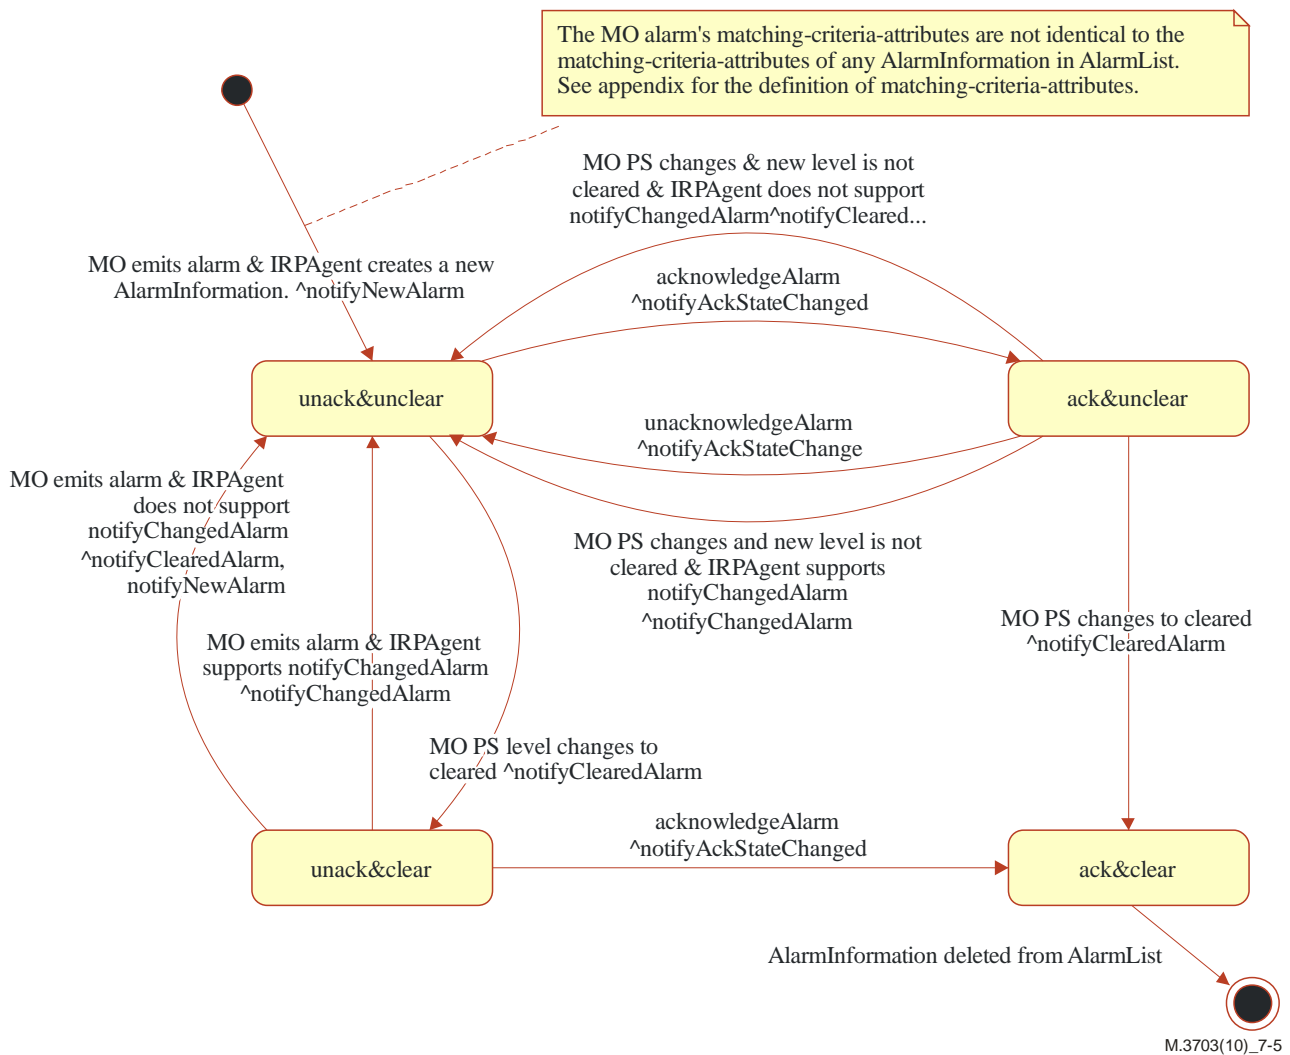 The MO alarm's matching-criteria-attributes are not identical to the
matching-criteria-attributes of any AlarmInformation in AlarmList.
See appendix for the definition of matching-criteria-attributes.
MO PS changes & new level is not
cleared & IRPAgent does not support
notifyChangedAlarm^notifyCleared...
MO emits alarm & IRPAgent creates a new
AlarmInformation. ^notifyNewAlarm
acknowledgeAlarm
^notifyAckStateChanged
unack&unclear
ack&unclear
unacknowledgeAlarm
^notifyAckStateChange
MO emits alarm & IRPAgent
does not support
notifyChangedAlarm
^notifyClearedAlarm,
notifyNewAlarm
MO PS changes and new level is not
cleared & IRPAgent supports
notifyChangedAlarm
^notifyChangedAlarm
MO PS changes to cleared
^notifyClearedAlarm
MO emits alarm & IRPAgent
supports notifyChangedAlarm
^notifyChangedAlarm
MO PS level changes to
cleared ^notifyClearedAlarm
acknowledgeAlarm
^notifyAckStateChanged
unack&clear
ack&clear
AlarmInformation deleted from AlarmList
M.3703(10)_7-5